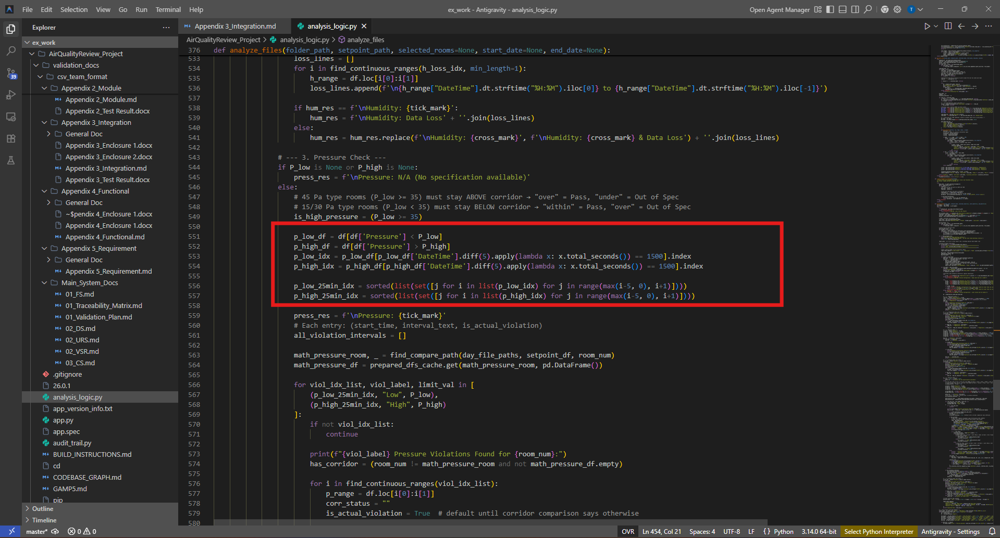 File Edit Selection View Go Run Terminal Help
ex_work - Antigravity - analysis_logic.py
Open Agent Manager
T
Explorer
ex_work
AirQualityReview_Project
validation_docs
csv_team_format
Appendix 2_Module
Appendix 2_Module.md
Appendix 2_Test Result.docx
Appendix 3_Integration
General Doc
Appendix 3_Enclosure 1.docx
Appendix 3_Enclosure 2.docx
Appendix 3_Integration.md
Appendix 3_Test Result.docx
Appendix 4_Functional
General Doc
~$pendix 4_Enclosure 1.docx
Appendix 4_Enclosure 1.docx
Appendix 4_Functional.md
Appendix 5_Requirement
General Doc
Appendix 5_Requirement.md
Main_System_Docs
01_FS.md
01_Traceability_Matrix.md
01_Validation_Plan.md
02_DS.md
02_URS.md
02_VSR.md
03_CS.md
.gitignore
26.0.1
analysis_logic.py
app_version_info.txt
app.py
app.spec
audit_trail.py
BUILD_INSTRUCTIONS.md
cd
CODEBASE_GRAPH.md
GAMP5.md
pip
Outline
Timeline
39
Appendix 3_Integration.md
analysis_logic.py
AirQualityReview_Project > analysis_logic.py > analyze_files
376 def analyze_files(folder_path, setpoint_path, selected_rooms=None, start_date=None, end_date=None):
533 loss_lines = []
534 for i in find_continuous_ranges(h_loss_idx, min_length=1):
535 h_range = df.loc[i[0]:i[1]]
536 loss_lines.append(f'\n{h_range["DateTime"].dt.strftime("%H:%M").iloc[0]} to {h_range["DateTime"].dt.strftime("%H:%M").iloc[-1]}')
537
538 if hum_res == f'\nHumidity: {tick_mark}':
539 hum_res = f'\nHumidity: Data Loss' + ''.join(loss_lines)
540 else:
541 hum_res = hum_res.replace(f'\nHumidity: {cross_mark}', f'\nHumidity: {cross_mark} & Data Loss') + ''.join(loss_lines)
542
543 # --- 3. Pressure Check ---
544 if P_low is None or P_high is None:
545 press_res = f'\nPressure: N/A (No specification available)'
546 else:
547 # 45 Pa type rooms (P_low >= 35) must stay ABOVE corridor → "over" = Pass, "under" = Out of Spec
548 # 15/30 Pa type rooms (P_low < 35) must stay BELOW corridor → "within" = Pass, "over" = Out of Spec
549 is_high_pressure = (P_low >= 35)
550
551 p_low_df = df[df['Pressure'] < P_low]
552 p_high_df = df[df['Pressure'] > P_high]
553 p_low_idx = p_low_df[p_low_df['DateTime'].diff(5).apply(lambda x: x.total_seconds()) == 1500].index
554 p_high_idx = p_high_df[p_high_df['DateTime'].diff(5).apply(lambda x: x.total_seconds()) == 1500].index
555
556 p_low_25min_idx = sorted(list(set([j for i in list(p_low_idx) for j in range(max(i-5, 0), i+1)])))
557 p_high_25min_idx = sorted(list(set([j for i in list(p_high_idx) for j in range(max(i-5, 0), i+1)])))
558
559 press_res = f'\nPressure: {tick_mark}'
560 # Each entry: (start_time, interval_text, is_actual_violation)
561 all_violation_intervals = []
562
563 math_pressure_room, _ = find_compare_path(day_file_paths, setpoint_df, room_num)
564 math_pressure_df = prepared_dfs_cache.get(math_pressure_room, pd.DataFrame())
565
566 for viol_idx_list, viol_label, limit_val in [
567 (p_low_25min_idx, "Low", P_low),
568 (p_high_25min_idx, "High", P_high)
569 ]:
570 if not viol_idx_list:
571 continue
572
573 print(f"{viol_label} Pressure Violations Found for {room_num}:")
574 has_corridor = (room_num != math_pressure_room and not math_pressure_df.empty)
575
576 for i in find_continuous_ranges(viol_idx_list):
577 p_range = df.loc[i[0]:i[1]]
578 corr_status = ""
579 is_actual_violation = True # default until corridor comparison says otherwise
580
master* 0 0 OVR Ln 454, Col 21 Spaces: 4 UTF-8 LF {} Python 3.14.0 64-bit Select Python Interpreter Antigravity - Settings